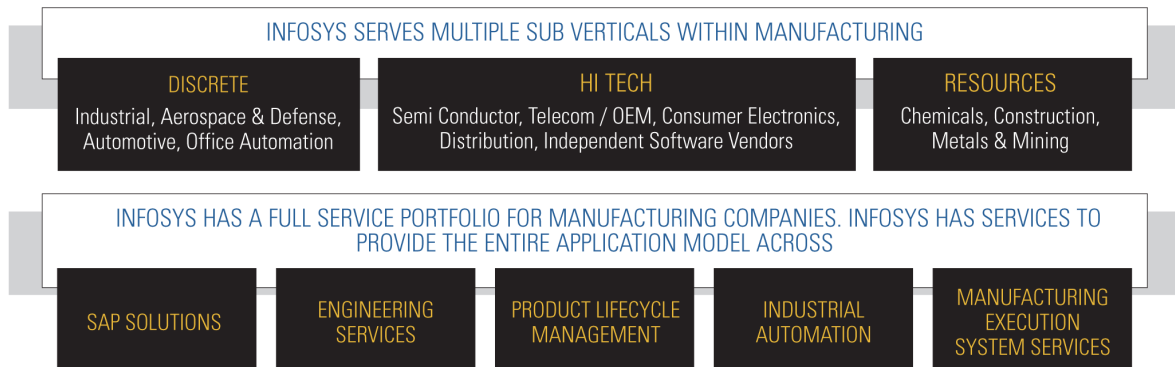 INFOSYS SERVES MULTIPLE SUB VERTICALS WITHIN MANUFACTURING
DISCRETE
Industrial, Aerospace & Defense,
Automotive, Office Automation
HI TECH
Semi Conductor, Telecom / OEM, Consumer Electronics,
Distribution, Independent Software Vendors
RESOURCES
Chemicals, Construction,
Metals & Mining
INFOSYS HAS A FULL SERVICE PORTFOLIO FOR MANUFACTURING COMPANIES. INFOSYS HAS SERVICES TO
PROVIDE THE ENTIRE APPLICATION MODEL ACROSS
SAP SOLUTIONS
ENGINEERING
SERVICES
PRODUCT LIFECYCLE
MANAGEMENT
INDUSTRIAL
AUTOMATION
MANUFACTURING
EXECUTION
SYSTEM SERVICES